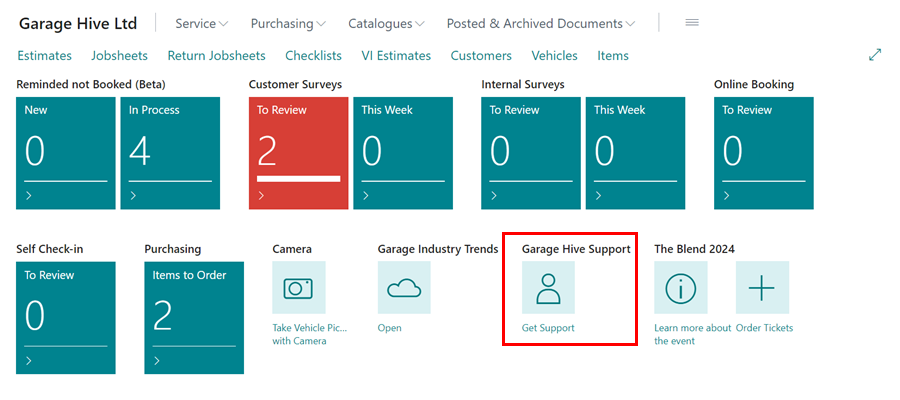 Garage Hive Ltd Service Purchasing Catalogues Posted & Archived Documents
Estimates Jobsheets Return Jobsheets Checklists VI Estimates Customers Vehicles Items
Reminded not Booked (Beta) Customer Surveys Internal Surveys Online Booking
New In Process To Review This Week To Review This Week To Review
0 4 2 0 0 0 0
Self Check-in Purchasing Camera Garage Industry Trends Garage Hive Support The Blend 2024
To Review Items to Order
0 2
Take Vehicle Pic... Open Get Support Learn more about Order Tickets
with Camera the event